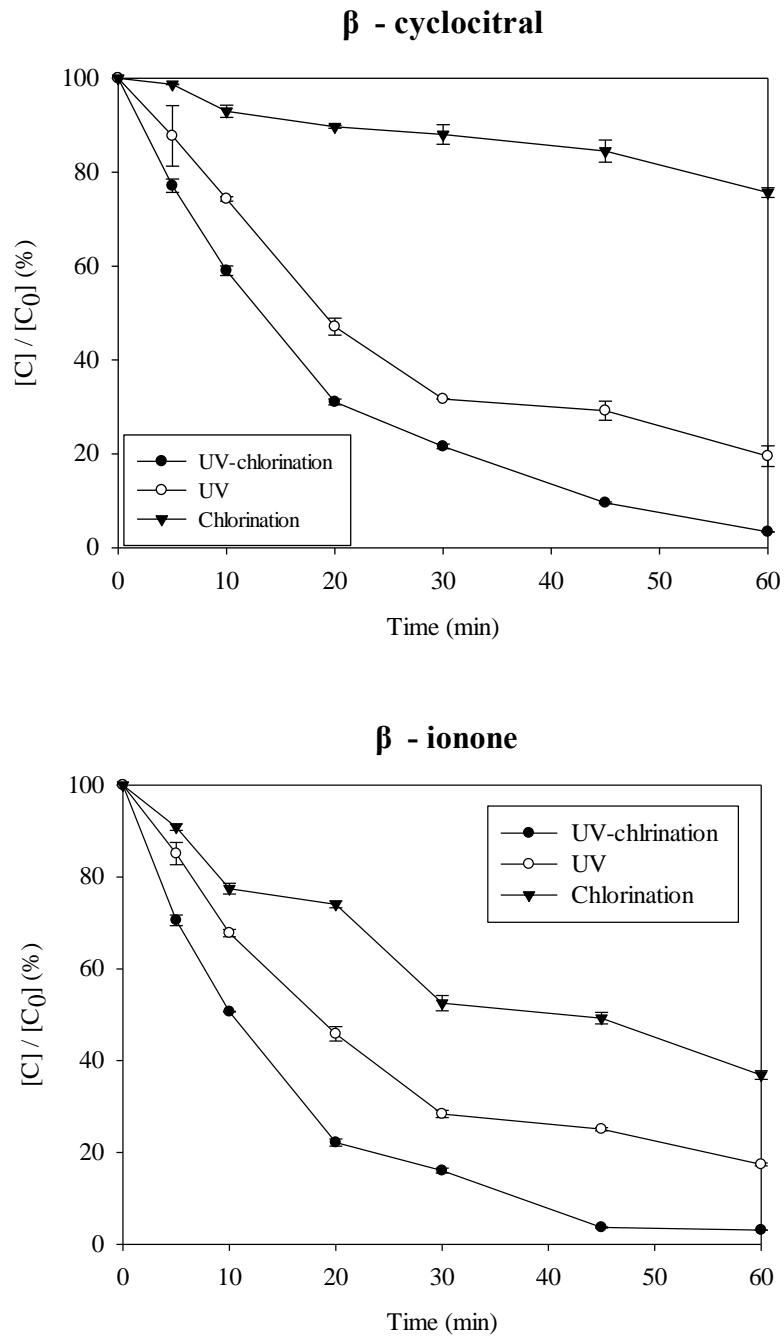 β - cyclocitral
100
80
60
40
20
0
[C] / [C0] (%)
UV-chlorination
UV
Chlorination
0 10 20 30 40 50 60
Time (min)
β - ionone
100
80
60
40
20
0
[C] / [C0] (%)
UV-chlrination
UV
Chlorination
0 10 20 30 40 50 60
Time (min)